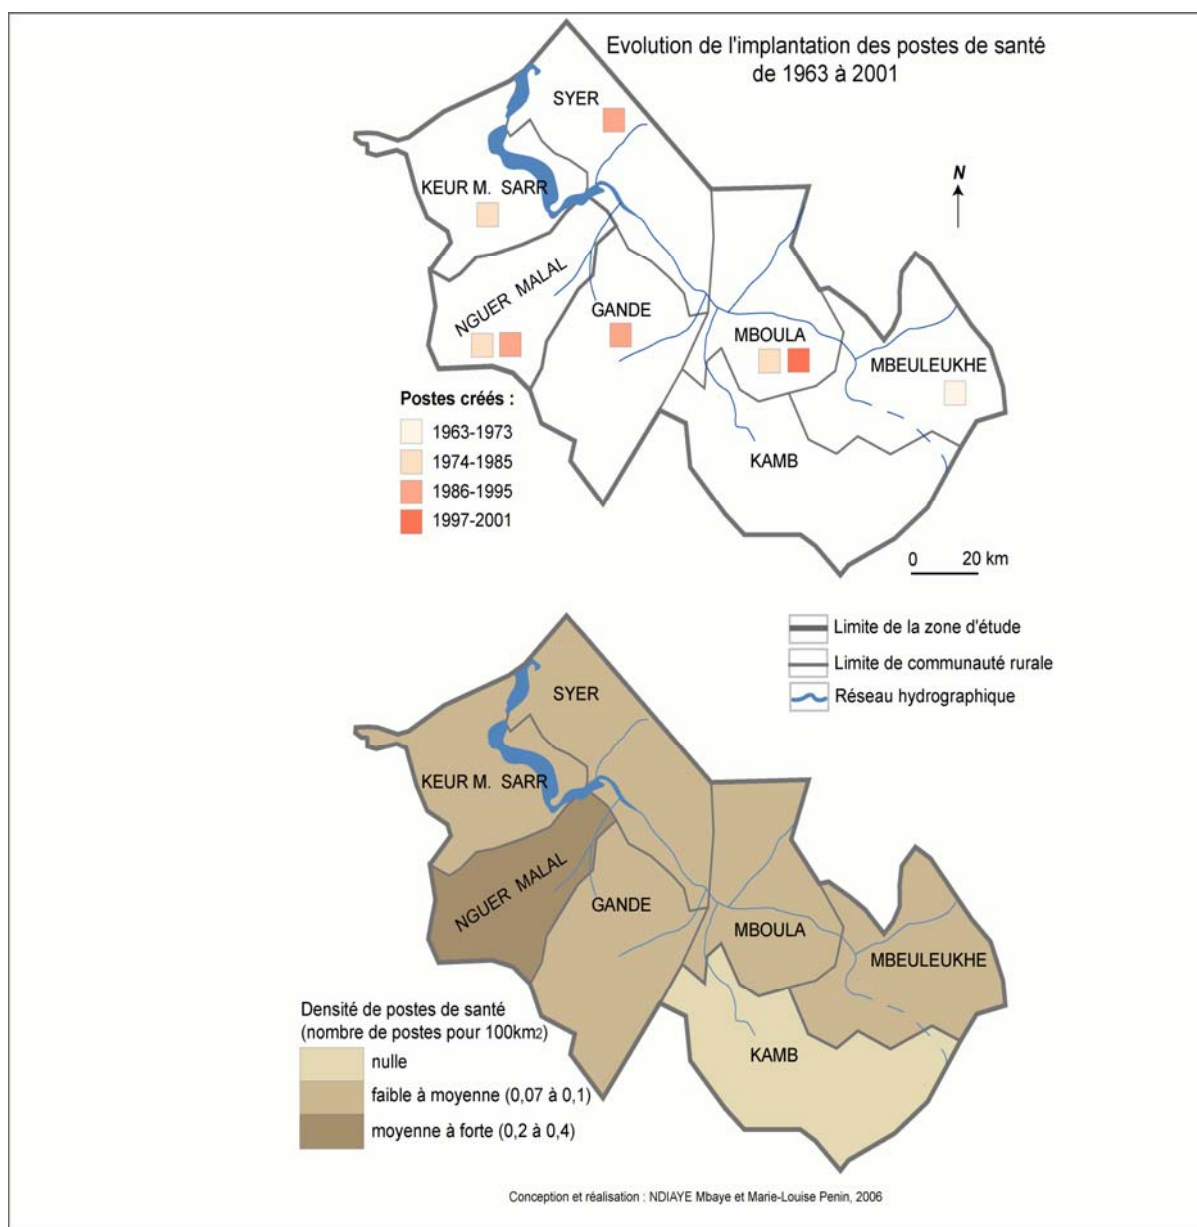 Evolution de l'implantation des postes de santé
de 1963 à 2001
SYER
N
KEUR M. SARR
NGUER MALAL
GANDE
MBOULA
MBEULEUKHE
KAMB
Postes créés :
1963-1973
1974-1985
1986-1995
1997-2001
0 20 km
Limite de la zone d'étude
Limite de communauté rurale
Réseau hydrographique
SYER
KEUR M. SARR
NGUER MALAL
GANDE
MBOULA
MBEULEUKHE
KAMB
Densité de postes de santé
(nombre de postes pour 100km2)
nulle
faible à moyenne (0,07 à 0,1)
moyenne à forte (0,2 à 0,4)
Conception et réalisation : NDIAYE Mbaye et Marie-Louise Penin, 2006